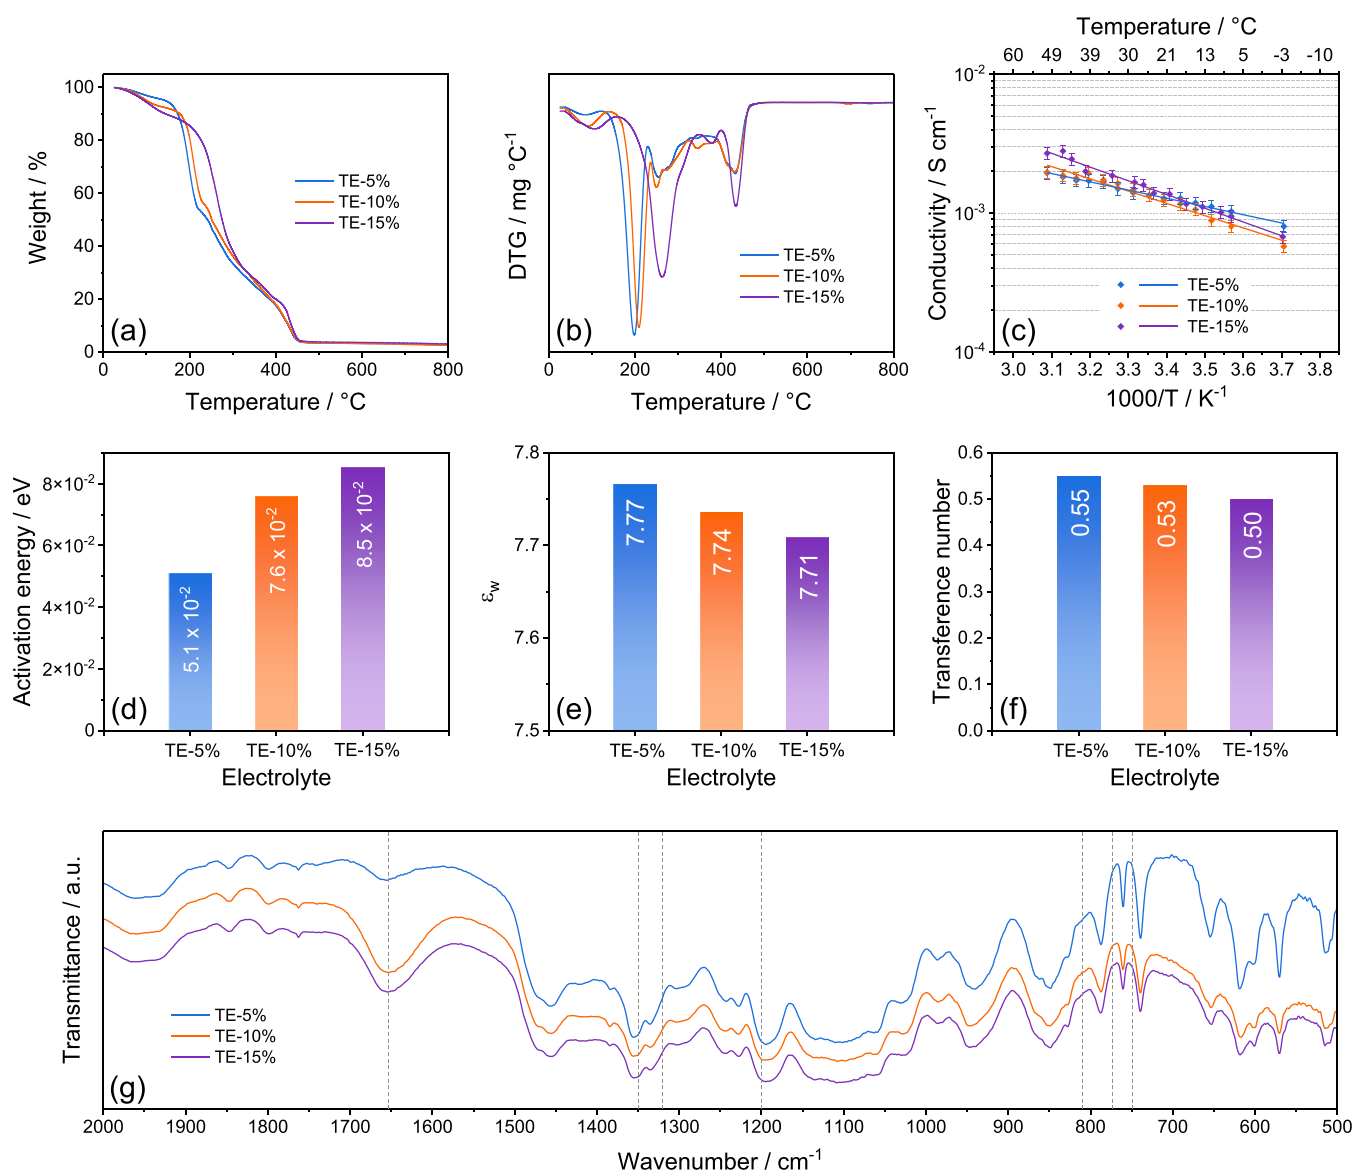 100
80
60
40
20
0
Weight / %
TE-5%
TE-10%
TE-15%
(a)
0 200 400 600 800
Temperature / °C
DTG / mg °C⁻¹
TE-5%
TE-10%
TE-15%
(b)
0 200 400 600 800
Temperature / °C
Temperature / °C
60 49 39 30 21 13 5 -3 -10
10⁻²
10⁻³
10⁻⁴
Conductivity / S cm⁻¹
TE-5%
TE-10%
TE-15%
(c)
3.0 3.1 3.2 3.3 3.4 3.5 3.6 3.7 3.8
1000/T / K⁻¹
8×10⁻²
6×10⁻²
4×10⁻²
2×10⁻²
0
Activation energy / eV
5.1 x 10⁻²
7.6 x 10⁻²
8.5 x 10⁻²
(d)
TE-5% TE-10% TE-15%
Electrolyte
7.8
7.7
7.6
7.5
εw
7.77
7.74
7.71
(e)
TE-5% TE-10% TE-15%
Electrolyte
0.6
0.5
0.4
0.3
0.2
0.1
0.0
Transference number
0.55
0.53
0.50
(f)
TE-5% TE-10% TE-15%
Electrolyte
Transmittance / a.u.
TE-5%
TE-10%
TE-15%
(g)
2000 1900 1800 1700 1600 1500 1400 1300 1200 1100 1000 900 800 700 600 500
Wavenumber / cm⁻¹